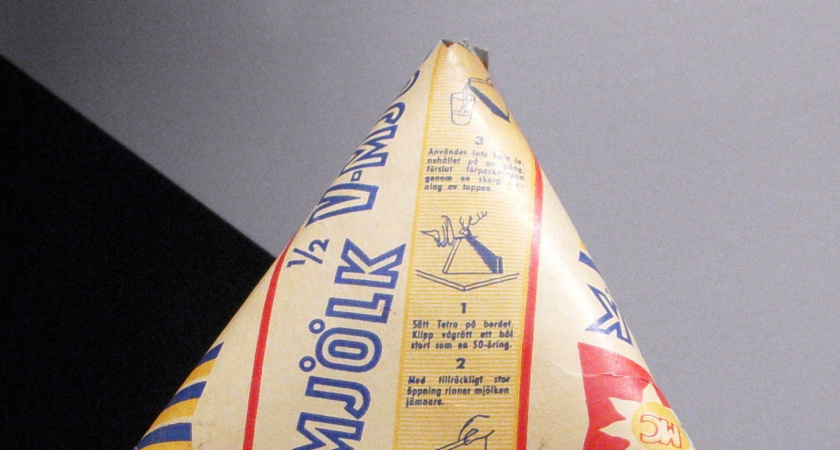 3
Användes inte hela in-
nehållet på en gång,
förslut förpackningen
genom en skarp vik-
ning av toppen.
½ V-MJÖ
MJÖLK
1
Sätt Tetra på bordet.
Klipp vågrätt ett hål
stort som en 50-öring.
2
Med tillräckligt stor
öppning rinner mjölken
jämnare.
MC